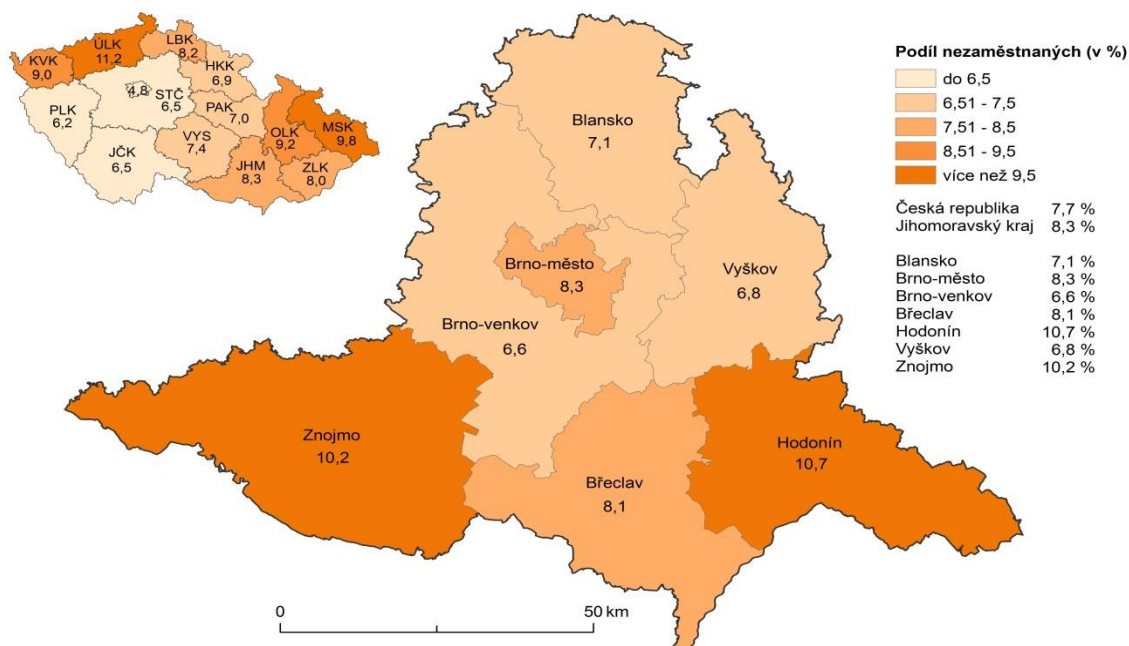 ÚLK
11,2
LBK
8,2
KVK
9,0
HKK
6,9
4,8
STČ
6,5
PLK
6,2
PAK
7,0
MSK
9,8
OLK
9,2
VYS
7,4
JČK
6,5
JHM
8,3
ZLK
8,0
Podíl nezaměstnaných (v %)
do 6,5
6,51 - 7,5
7,51 - 8,5
8,51 - 9,5
více než 9,5
Česká republika 7,7 %
Jihomoravský kraj 8,3 %
Blansko 7,1 %
Brno-město 8,3 %
Brno-venkov 6,6 %
Břeclav 8,1 %
Hodonín 10,7 %
Vyškov 6,8 %
Znojmo 10,2 %
Blansko
7,1
Brno-město
8,3
Vyškov
6,8
Brno-venkov
6,6
Znojmo
10,2
Hodonín
10,7
Břeclav
8,1
0 50 km